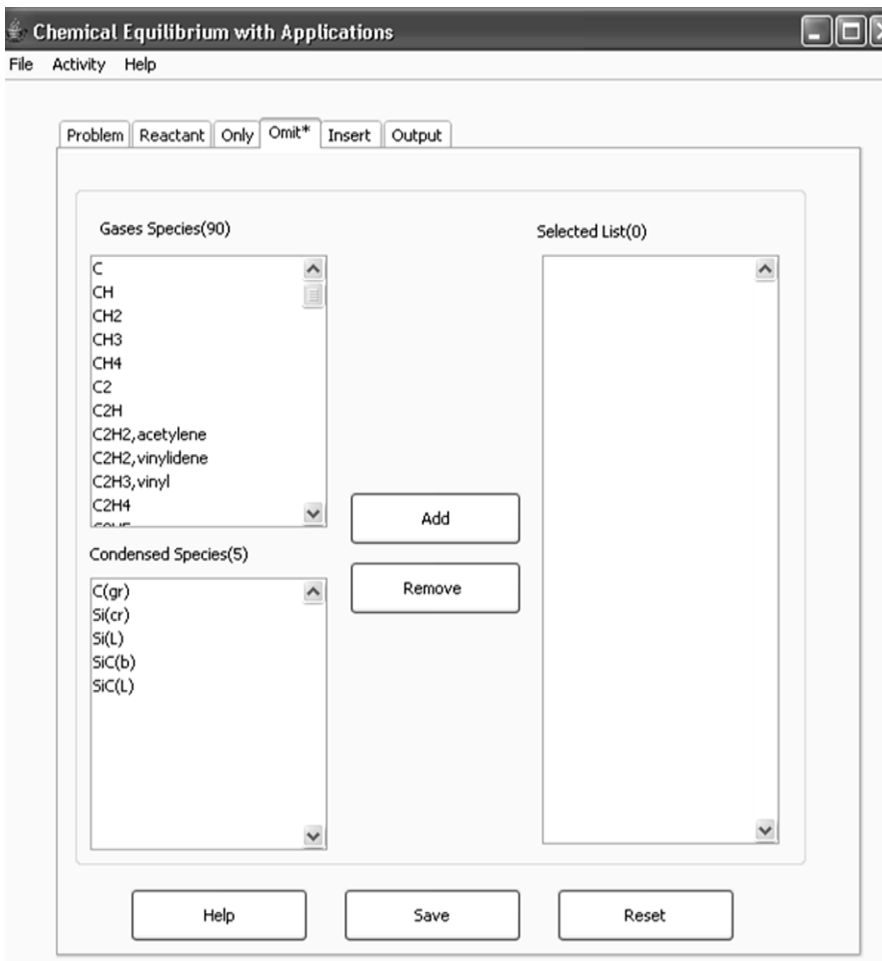 Chemical Equilibrium with Applications
File Activity Help
Problem Reactant Only Omit* Insert Output
Gases Species(90)
C
CH
CH2
CH3
CH4
C2
C2H
C2H2,acetylene
C2H2,vinylidene
C2H3,vinyl
C2H4
Condensed Species(5)
C(gr)
Si(cr)
Si(L)
SiC(b)
SiC(L)
Add
Remove
Selected List(0)
Help Save Reset